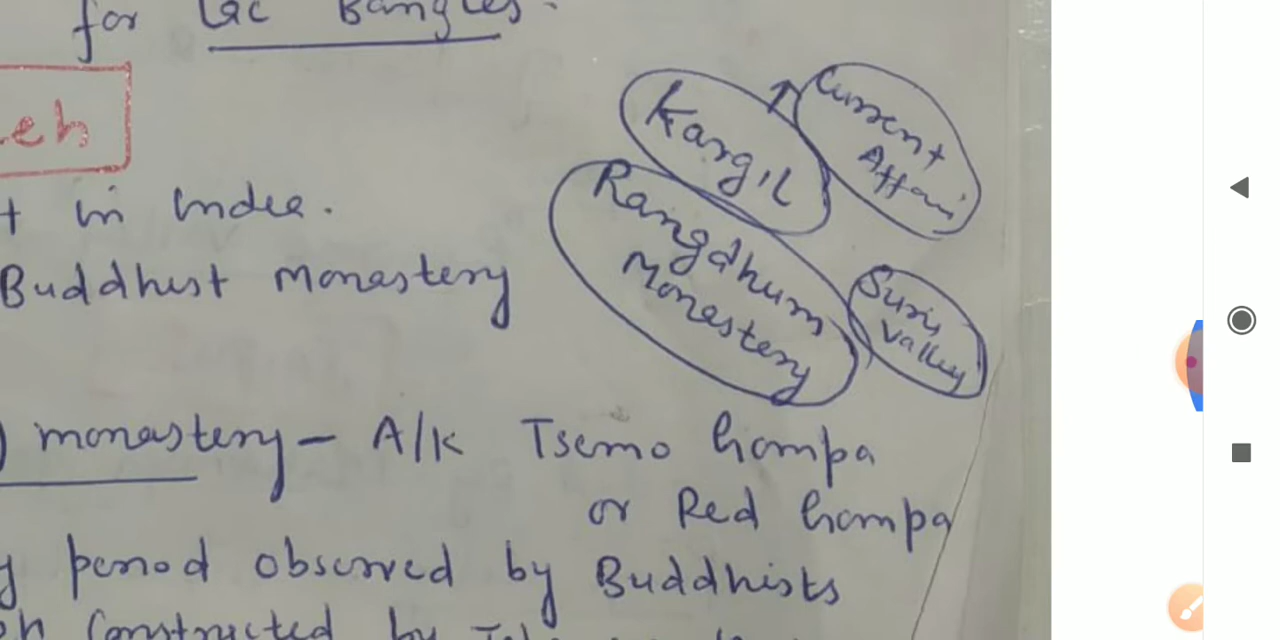 for Lac Bangles.
eh
Kargil
↑ Current
Affairs
t in India.
Rangdhum
Monastery
Buddhist Monastery
Suris
Valley
monastery - A/K Tsemo Gompa
or Red Gompa
period observed by Buddhists
Constructed by